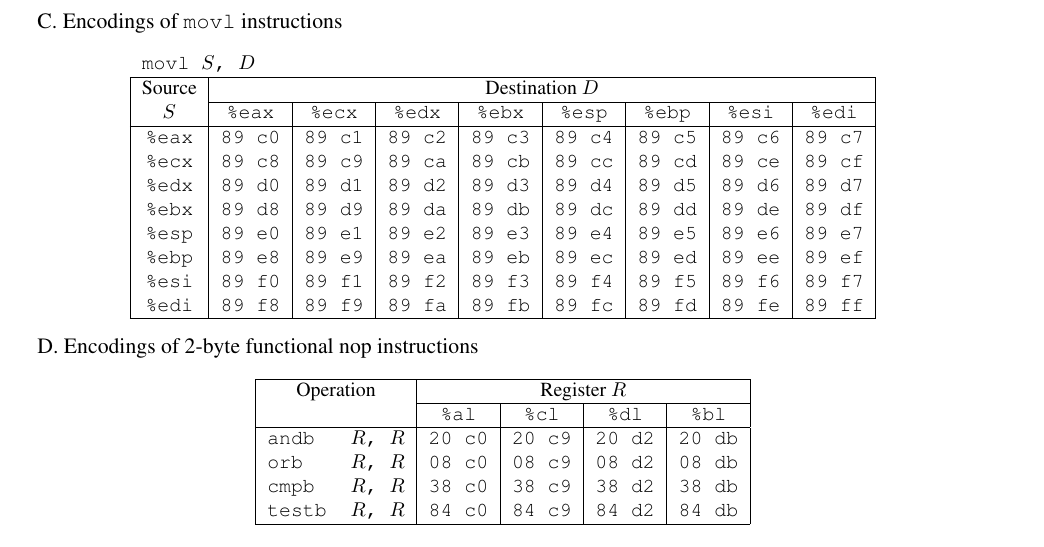 C. Encodings of movl instructions
movl S, D
Source Destination D
S %eax %ecx %edx %ebx %esp %ebp %esi %edi
%eax 89 c0 89 c1 89 c2 89 c3 89 c4 89 c5 89 c6 89 c7
%ecx 89 c8 89 c9 89 ca 89 cb 89 cc 89 cd 89 ce 89 cf
%edx 89 d0 89 d1 89 d2 89 d3 89 d4 89 d5 89 d6 89 d7
%ebx 89 d8 89 d9 89 da 89 db 89 dc 89 dd 89 de 89 df
%esp 89 e0 89 e1 89 e2 89 e3 89 e4 89 e5 89 e6 89 e7
%ebp 89 e8 89 e9 89 ea 89 eb 89 ec 89 ed 89 ee 89 ef
%esi 89 f0 89 f1 89 f2 89 f3 89 f4 89 f5 89 f6 89 f7
%edi 89 f8 89 f9 89 fa 89 fb 89 fc 89 fd 89 fe 89 ff
D. Encodings of 2-byte functional nop instructions
Operation Register R
%al %cl %dl %bl
andb R, R 20 c0 20 c9 20 d2 20 db
orb R, R 08 c0 08 c9 08 d2 08 db
cmpb R, R 38 c0 38 c9 38 d2 38 db
testb R, R 84 c0 84 c9 84 d2 84 db